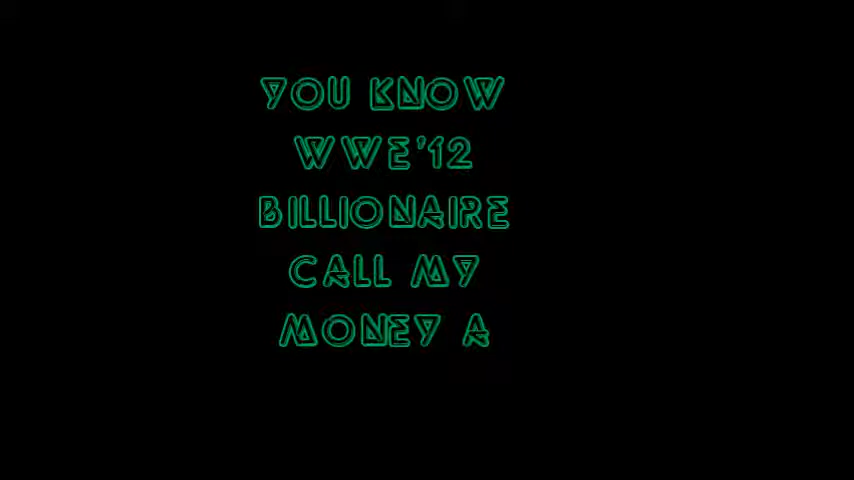 YOU KNOW
WWE'12
BILLIONAIRE
CALL MY
MONEY A